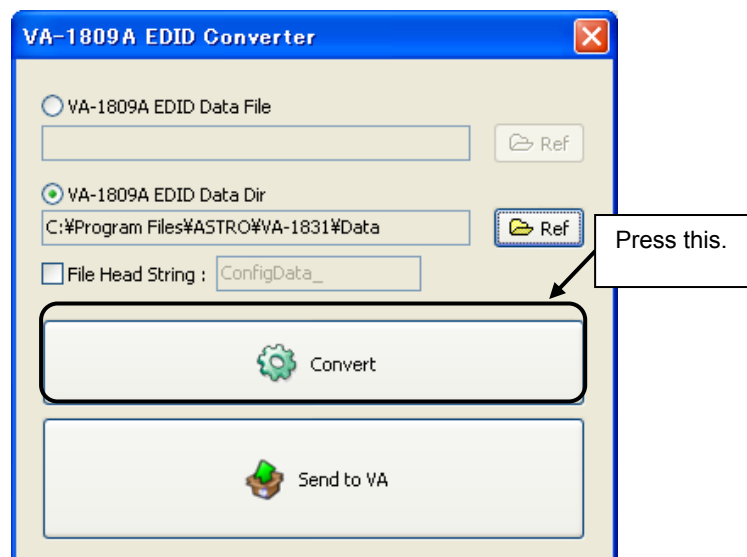 VA-1809A EDID Converter
VA-1809A EDID Data File
Ref
VA-1809A EDID Data Dir
C:¥Program Files¥ASTRO¥VA-1831¥Data
Ref
Press this.
File Head String :
ConfigData_
Convert
Send to VA